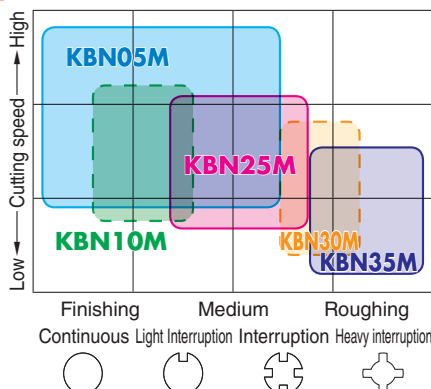 High
Cutting speed
Low
KBN05M
KBN25M
KBN10M
KBN30M
KBN35M
Finishing Medium Roughing
Continuous Light Interruption Interruption Heavy interruption